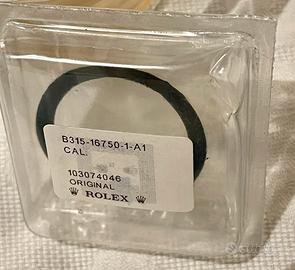 B315-16750-1-A1
CAL.
103074046
ORIGINAL
ROLEX